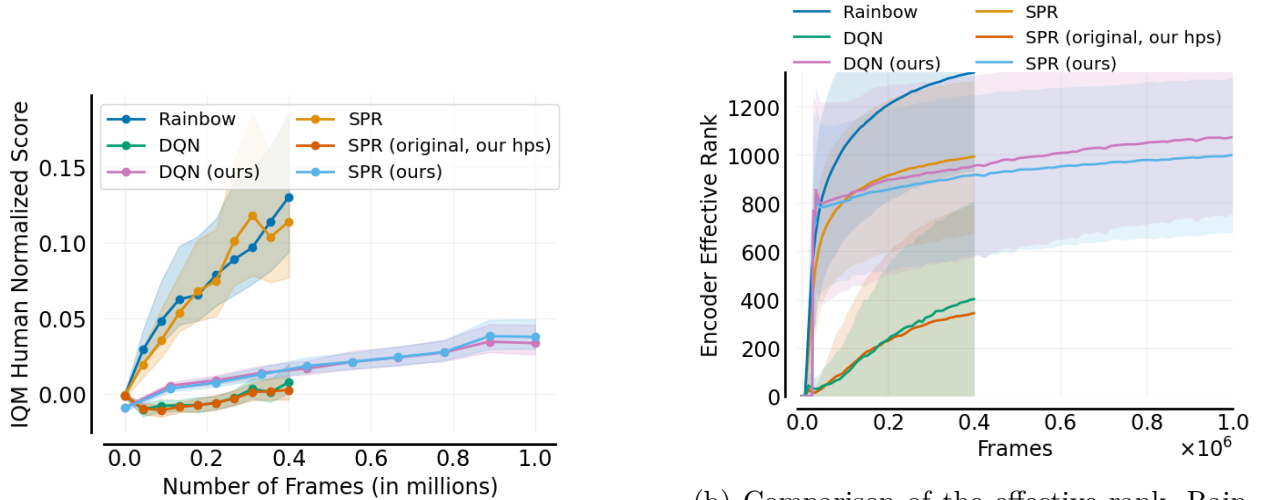 IQM Human Normalized Score
Rainbow
DQN
DQN (ours)
SPR
SPR (original, our hps)
SPR (ours)
0.15
0.10
0.05
0.00
0.0 0.2 0.4 0.6 0.8 1.0
Number of Frames (in millions)
Rainbow
DQN
DQN (ours)
SPR
SPR (original, our hps)
SPR (ours)
Encoder Effective Rank
1200
1000
800
600
400
200
0
0.0 0.2 0.4 0.6 0.8 1.0
Frames
×10⁶
(b) Comparison of the effective rank. Rain-